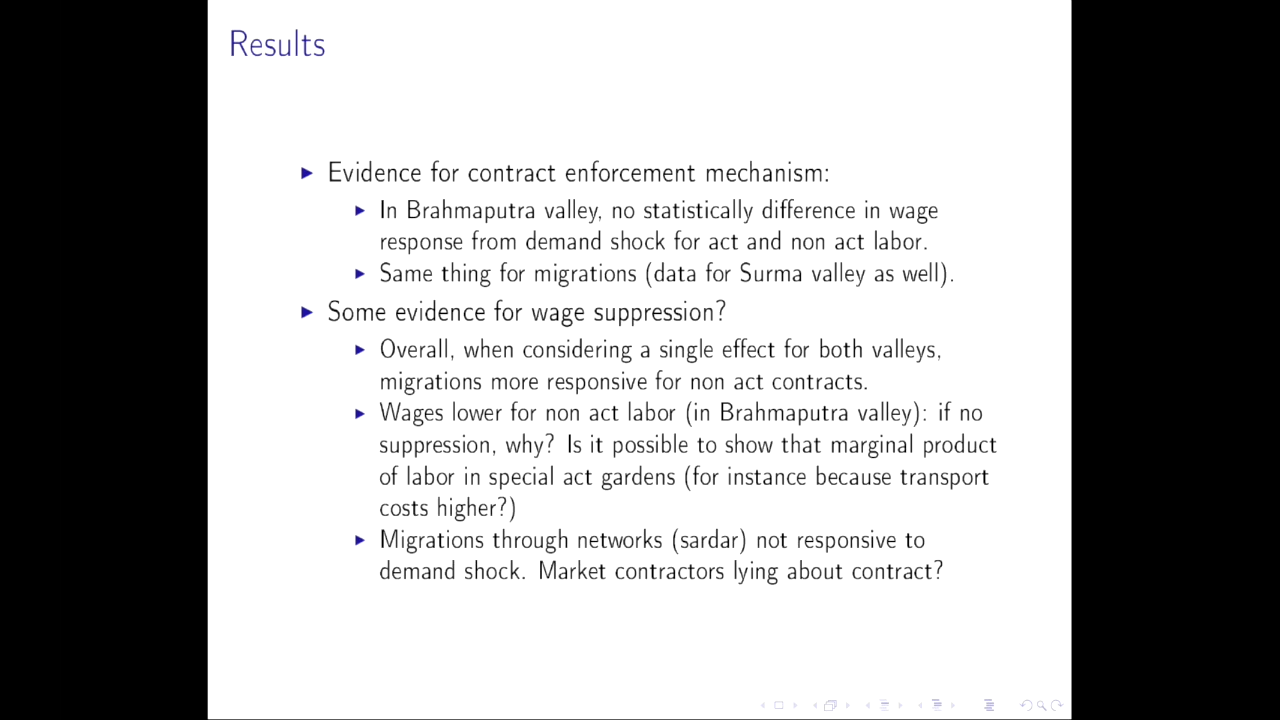 Results
Evidence for contract enforcement mechanism:
In Brahmaputra valley, no statistically difference in wage
response from demand shock for act and non act labor.
Same thing for migrations (data for Surma valley as well).
Some evidence for wage suppression?
Overall, when considering a single effect for both valleys,
migrations more responsive for non act contracts.
Wages lower for non act labor (in Brahmaputra valley): if no
suppression, why? Is it possible to show that marginal product
of labor in special act gardens (for instance because transport
costs higher?)
Migrations through networks (sardar) not responsive to
demand shock. Market contractors lying about contract?